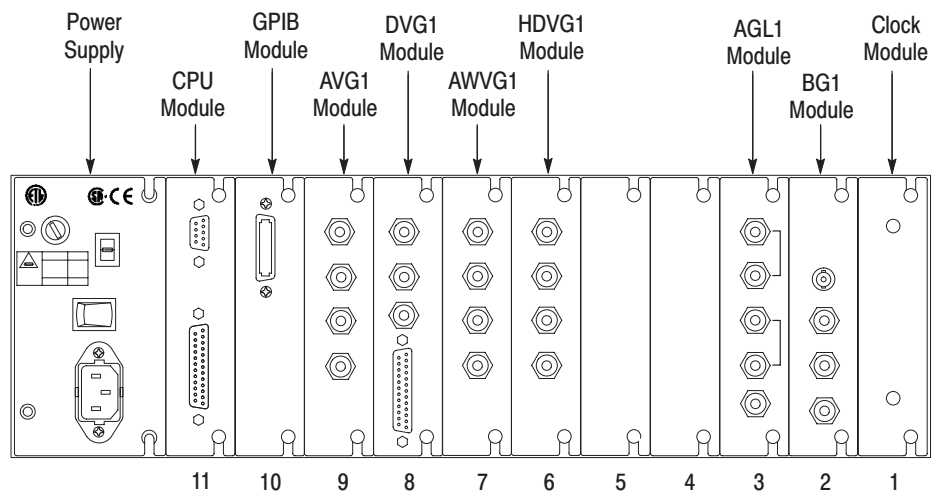 Power
Supply
CPU
Module
GPIB
Module
AVG1
Module
DVG1
Module
AWVG1
Module
HDVG1
Module
AGL1
Module
BG1
Module
Clock
Module
CE
11 10 9 8 7 6 5 4 3 2 1